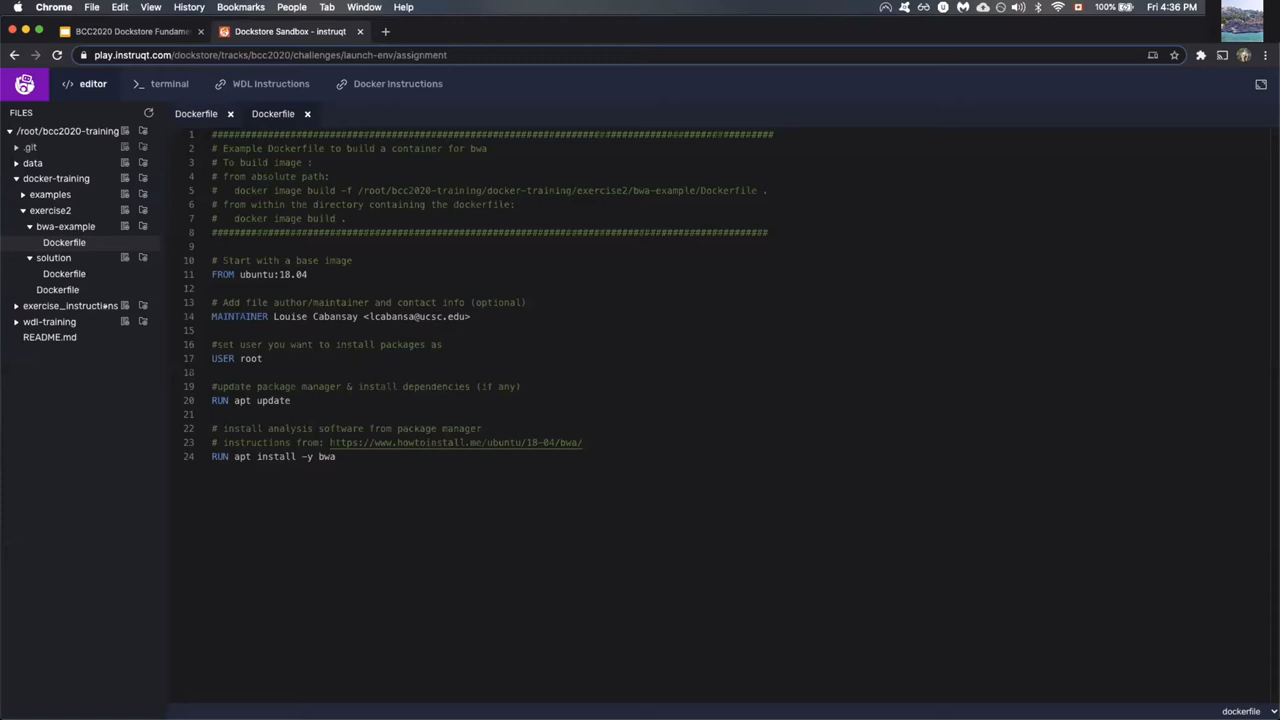 Chrome File Edit View History Bookmarks People Tab Window Help 100% Fri 4:36 PM
BCC2020 Dockstore Fundame Dockstore Sandbox - instruqt
play.instruqt.com/dockstore/tracks/bcc2020/challenges/launch-env/assignment
</> editor >_ terminal WDL Instructions Docker Instructions
FILES
/root/bcc2020-training
.git
data
docker-training
examples
exercise2
bwa-example
Dockerfile
solution
Dockerfile
Dockerfile
exercise_instructions
wdl-training
README.md
Dockerfile Dockerfile
1 ####################################################################################################
2 # Example Dockerfile to build a container for bwa
3 # To build image :
4 # from absolute path:
5 # docker image build -f /root/bcc2020-training/docker-training/exercise2/bwa-example/Dockerfile .
6 # from within the directory containing the dockerfile:
7 # docker image build .
8 ###################################################################################################
9
10 # Start with a base image
11 FROM ubuntu:18.04
12
13 # Add file author/maintainer and contact info (optional)
14 MAINTAINER Louise Cabansay <lcabansa@ucsc.edu>
15
16 #set user you want to install packages as
17 USER root
18
19 #update package manager & install dependencies (if any)
20 RUN apt update
21
22 # install analysis software from package manager
23 # instructions from: https://www.howtoinstall.me/ubuntu/18-04/bwa/
24 RUN apt install -y bwa
dockerfile